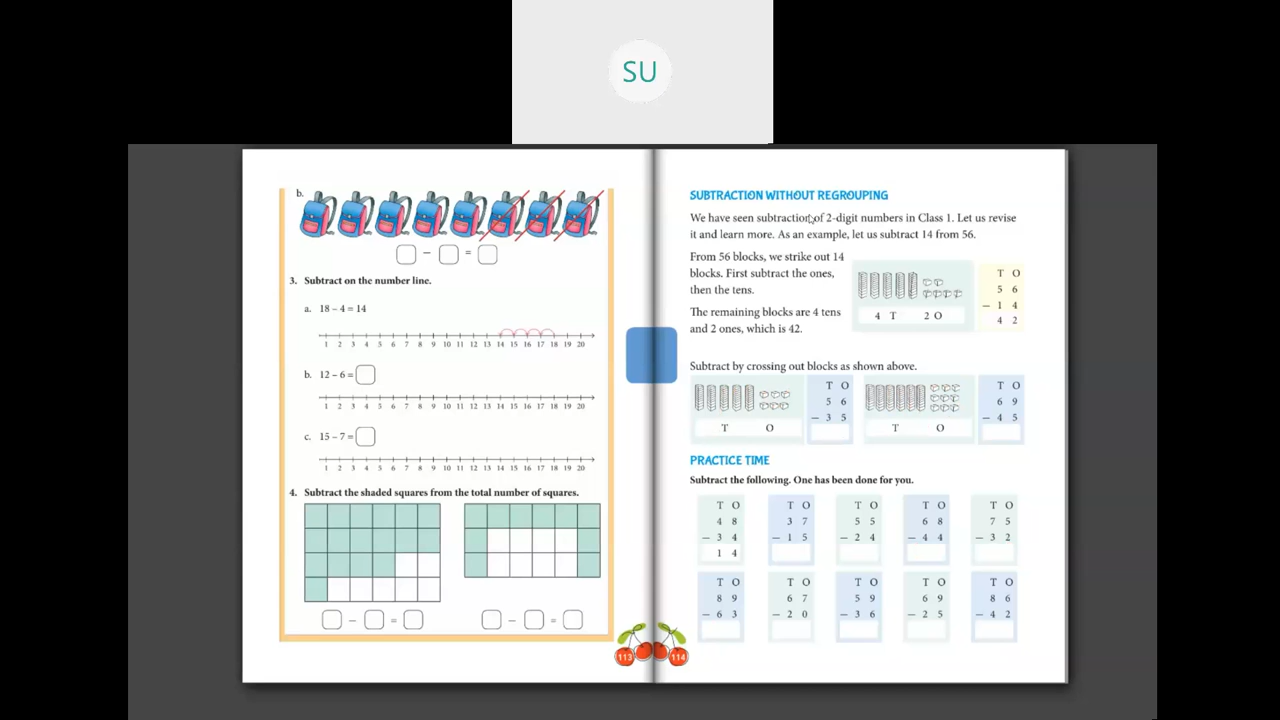 SU
b.
- =
3. Subtract on the number line.
a. 18 – 4 = 14
1 2 3 4 5 6 7 8 9 10 11 12 13 14 15 16 17 18 19 20
b. 12 – 6 =
1 2 3 4 5 6 7 8 9 10 11 12 13 14 15 16 17 18 19 20
c. 15 – 7 =
1 2 3 4 5 6 7 8 9 10 11 12 13 14 15 16 17 18 19 20
4. Subtract the shaded squares from the total number of squares.
– = – =
113
SUBTRACTION WITHOUT REGROUPING
We have seen subtraction of 2-digit numbers in Class 1. Let us revise
it and learn more. As an example, let us subtract 14 from 56.
From 56 blocks, we strike out 14
blocks. First subtract the ones,
then the tens.
The remaining blocks are 4 tens
and 2 ones, which is 42.
4 T 2 O
T O
5 6
– 1 4
4 2
Subtract by crossing out blocks as shown above.
T O
T O
5 6
– 3 5
T O
T O
6 9
– 4 5
PRACTICE TIME
Subtract the following. One has been done for you.
T O T O T O T O T O
4 8 3 7 5 5 6 8 7 5
– 3 4 – 1 5 – 2 4 – 4 4 – 3 2
1 4
T O T O T O T O T O
8 9 6 7 5 9 6 9 8 6
– 6 3 – 2 0 – 3 6 – 2 5 – 4 2
114